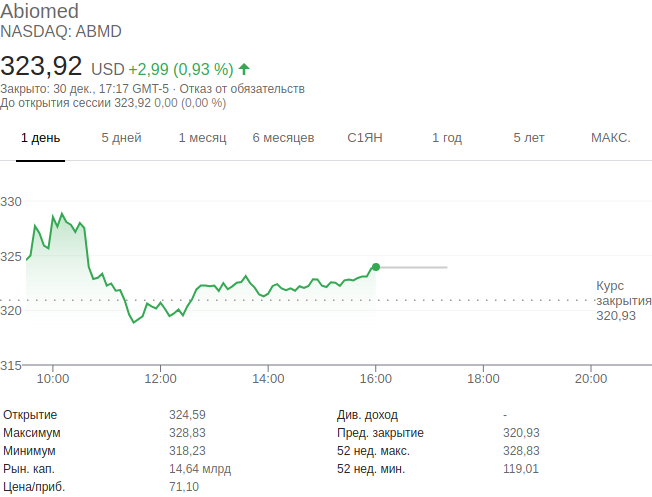 Abiomed
NASDAQ: ABMD
323,92 USD +2,99 (0,93 %)
Закрыто: 30 дек., 17:17 GMT-5 · Отказ от обязательств
До открытия сессии 323,92 0,00 (0,00 %)
1 день 5 дней 1 месяц 6 месяцев С1ЯН 1 год 5 лет МАКС.
330
325
Курс
закрытия
320,93
320
315
10:00 12:00 14:00 16:00 18:00 20:00
Открытие 324,59 Див. доход -
Максимум 328,83 Пред. закрытие 320,93
Минимум 318,23 52 нед. макс. 328,83
Рын. кап. 14,64 млрд 52 нед. мин. 119,01
Цена/приб. 71,10